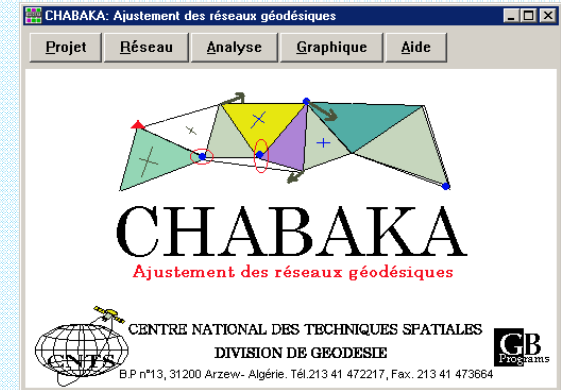 CHABAKA: Ajustement des réseaux géodésiques
Projet Réseau Analyse Graphique Aide
CHABAKA
Ajustement des réseaux géodésiques
CNTS
CENTRE NATIONAL DES TECHNIQUES SPATIALES
DIVISION DE GEODESIE
B.P n°13, 31200 Arzew- Algérie. Tél.213 41 472217, Fax. 213 41 473664
GB
Programs